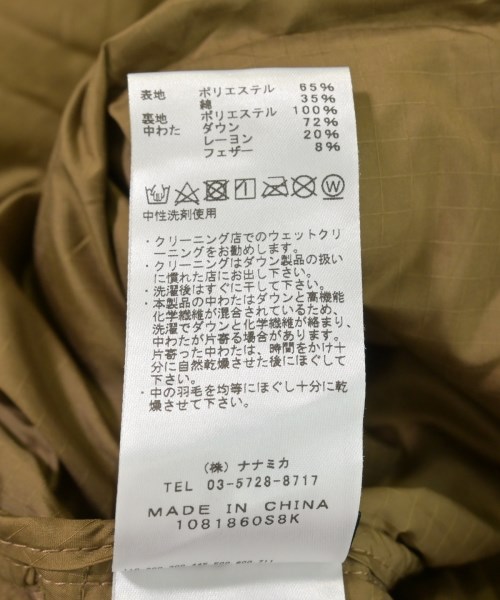 表地 ポリエステル 65%
綿 35%
裏地 ポリエステル 100%
中わた ダウン 72%
レーヨン 20%
フェザー 8%
中性洗剤使用
・クリーニング店でのウェットクリ
ーニングをお勧めします。
・クリーニングはダウン製品の扱い
に慣れた店にお出し下さい。
・洗濯後はすぐに干して下さい。
・本製品の中わたはダウンと高機能
化学繊維が混合されているため、
洗濯でダウンと化学繊維が絡まり、
中わたが片寄る場合があります。
片寄った中わたは、時間をかけ十
分に自然乾燥させた後にほぐして
下さい。
・中の羽毛を均等にほぐし十分に乾
燥させて下さい。
(株) ナナミカ
TEL 03-5728-8717
MADE IN CHINA
1081860S8K